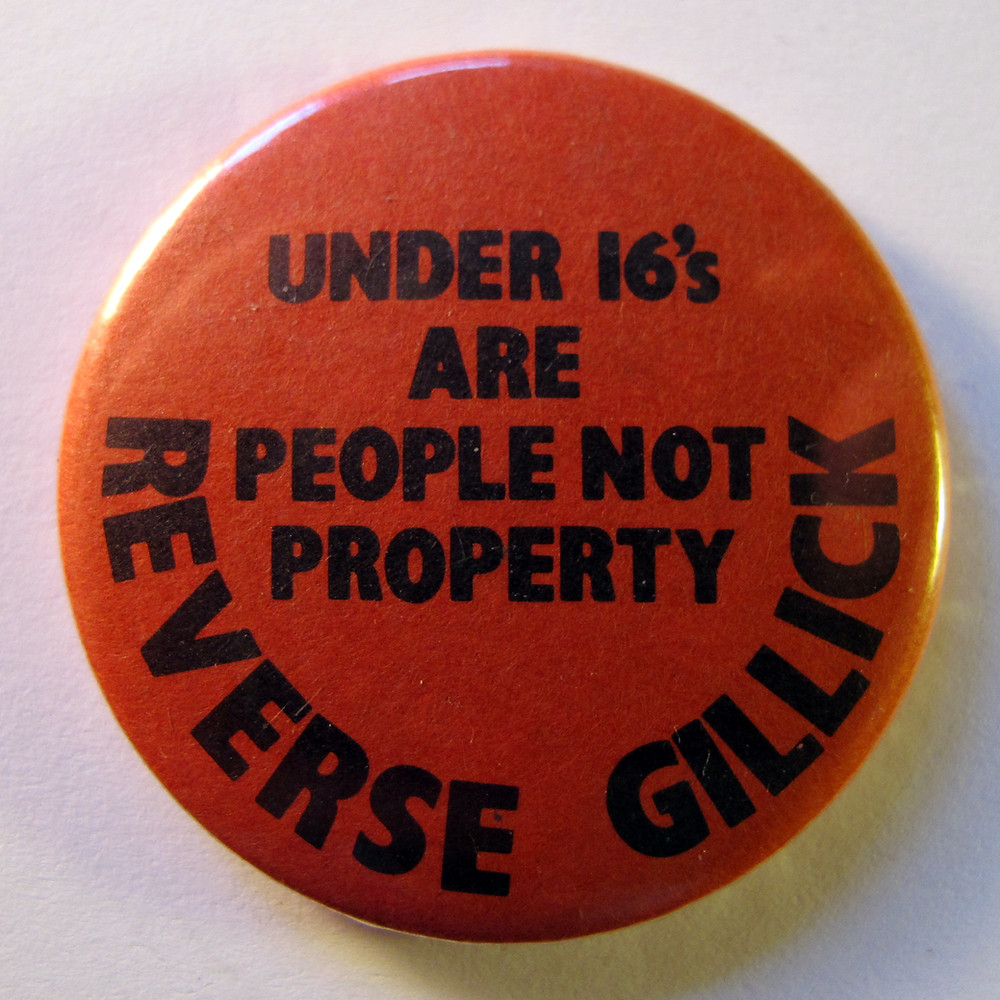 UNDER 16's
ARE
PEOPLE NOT
PROPERTY
REVERSE GILLICK